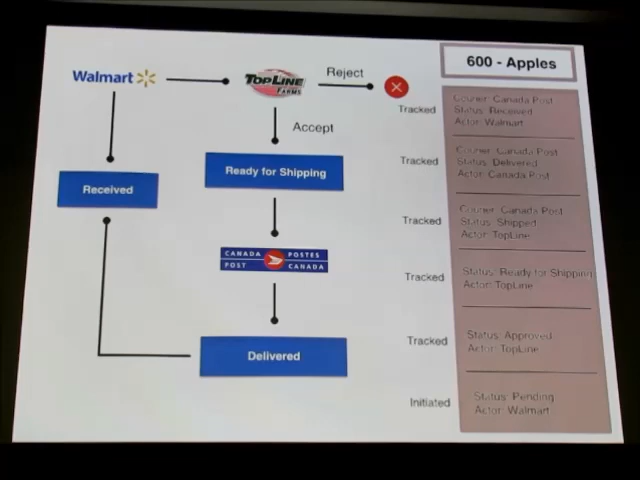 Walmart
TOPLINE
FARMS
Reject
Accept
Received
Ready for Shipping
CANADA POSTES
POST CANADA
Delivered
600 - Apples
Tracked
Courier: Canada Post
Status: Received
Actor: Walmart
Tracked
Courier: Canada Post
Status: Delivered
Actor: Canada Post
Tracked
Courier: Canada Post
Status: Shipped
Actor: TopLine
Tracked
Status: Ready for Shipping
Actor: TopLine
Tracked
Status: Approved
Actor: TopLine
Initiated
Status: Pending
Actor: Walmart